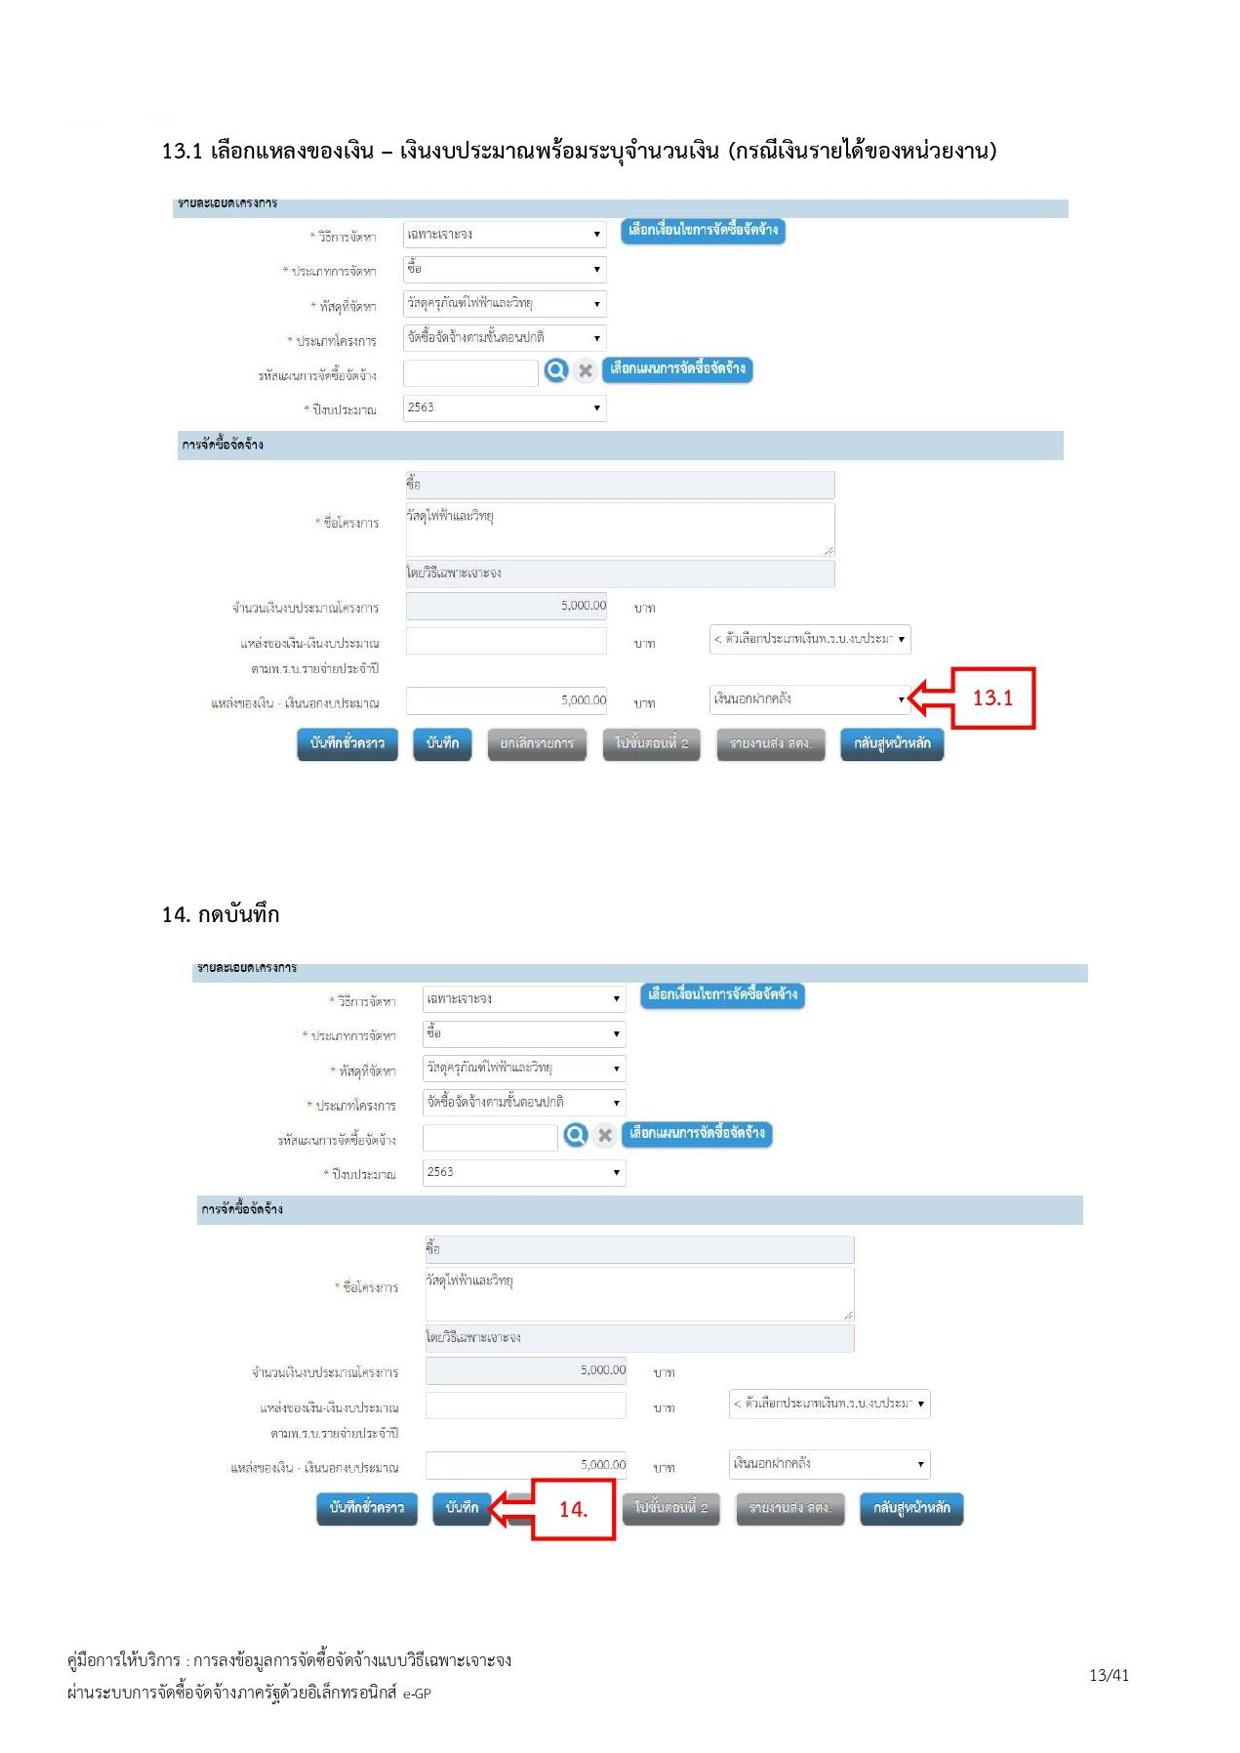 13.1 เลือกแหลงของเงิน – เงินงบประมาณพร้อมระบุจำนวนเงิน (กรณีเงินรายได้ของหน่วยงาน)
รายละเอียดโครงการ
* วิธีการจัดหา เฉพาะเจาะจง เลือกเงื่อนไขการจัดซื้อจัดจ้าง
* ประเภทการจัดหา ซื้อ
* พัสดุที่จัดหา วัสดุครุภัณฑ์ไฟฟ้าและวิทยุ
* ประเภทโครงการ จัดซื้อจัดจ้างตามขั้นตอนปกติ
รหัสแผนการจัดซื้อจัดจ้าง เลือกแผนการจัดซื้อจัดจ้าง
* ปีงบประมาณ 2563
การจัดซื้อจัดจ้าง
ซื้อ
* ชื่อโครงการ วัสดุไฟฟ้าและวิทยุ
โดยวิธีเฉพาะเจาะจง
จำนวนเงินงบประมาณโครงการ 5,000.00 บาท
แหล่งของเงิน-เงินงบประมาณ บาท < ตัวเลือกประเภทเงินพ.ร.บ.งบประมา
ตามพ.ร.บ.รายจ่ายประจำปี
แหล่งของเงิน - เงินนอกงบประมาณ 5,000.00 บาท เงินนอกฝากคลัง 13.1
บันทึกชั่วคราว บันทึก ยกเลิกรายการ ไปขั้นตอนที่ 2 รายงานส่ง สตง. กลับสู่หน้าหลัก
14. กดบันทึก
รายละเอียดโครงการ
* วิธีการจัดหา เฉพาะเจาะจง เลือกเงื่อนไขการจัดซื้อจัดจ้าง
* ประเภทการจัดหา ซื้อ
* พัสดุที่จัดหา วัสดุครุภัณฑ์ไฟฟ้าและวิทยุ
* ประเภทโครงการ จัดซื้อจัดจ้างตามขั้นตอนปกติ
รหัสแผนการจัดซื้อจัดจ้าง เลือกแผนการจัดซื้อจัดจ้าง
* ปีงบประมาณ 2563
การจัดซื้อจัดจ้าง
ซื้อ
* ชื่อโครงการ วัสดุไฟฟ้าและวิทยุ
โดยวิธีเฉพาะเจาะจง
จำนวนเงินงบประมาณโครงการ 5,000.00 บาท
แหล่งของเงิน-เงินงบประมาณ บาท < ตัวเลือกประเภทเงินพ.ร.บ.งบประมา
ตามพ.ร.บ.รายจ่ายประจำปี
แหล่งของเงิน - เงินนอกงบประมาณ 5,000.00 บาท เงินนอกฝากคลัง
บันทึกชั่วคราว บันทึก 14. ไปขั้นตอนที่ 2 รายงานส่ง สตง. กลับสู่หน้าหลัก
คู่มือการให้บริการ : การลงข้อมูลการจัดซื้อจัดจ้างแบบวิธีเฉพาะเจาะจง
ผ่านระบบการจัดซื้อจัดจ้างภาครัฐด้วยอิเล็กทรอนิกส์ e-GP
13/41